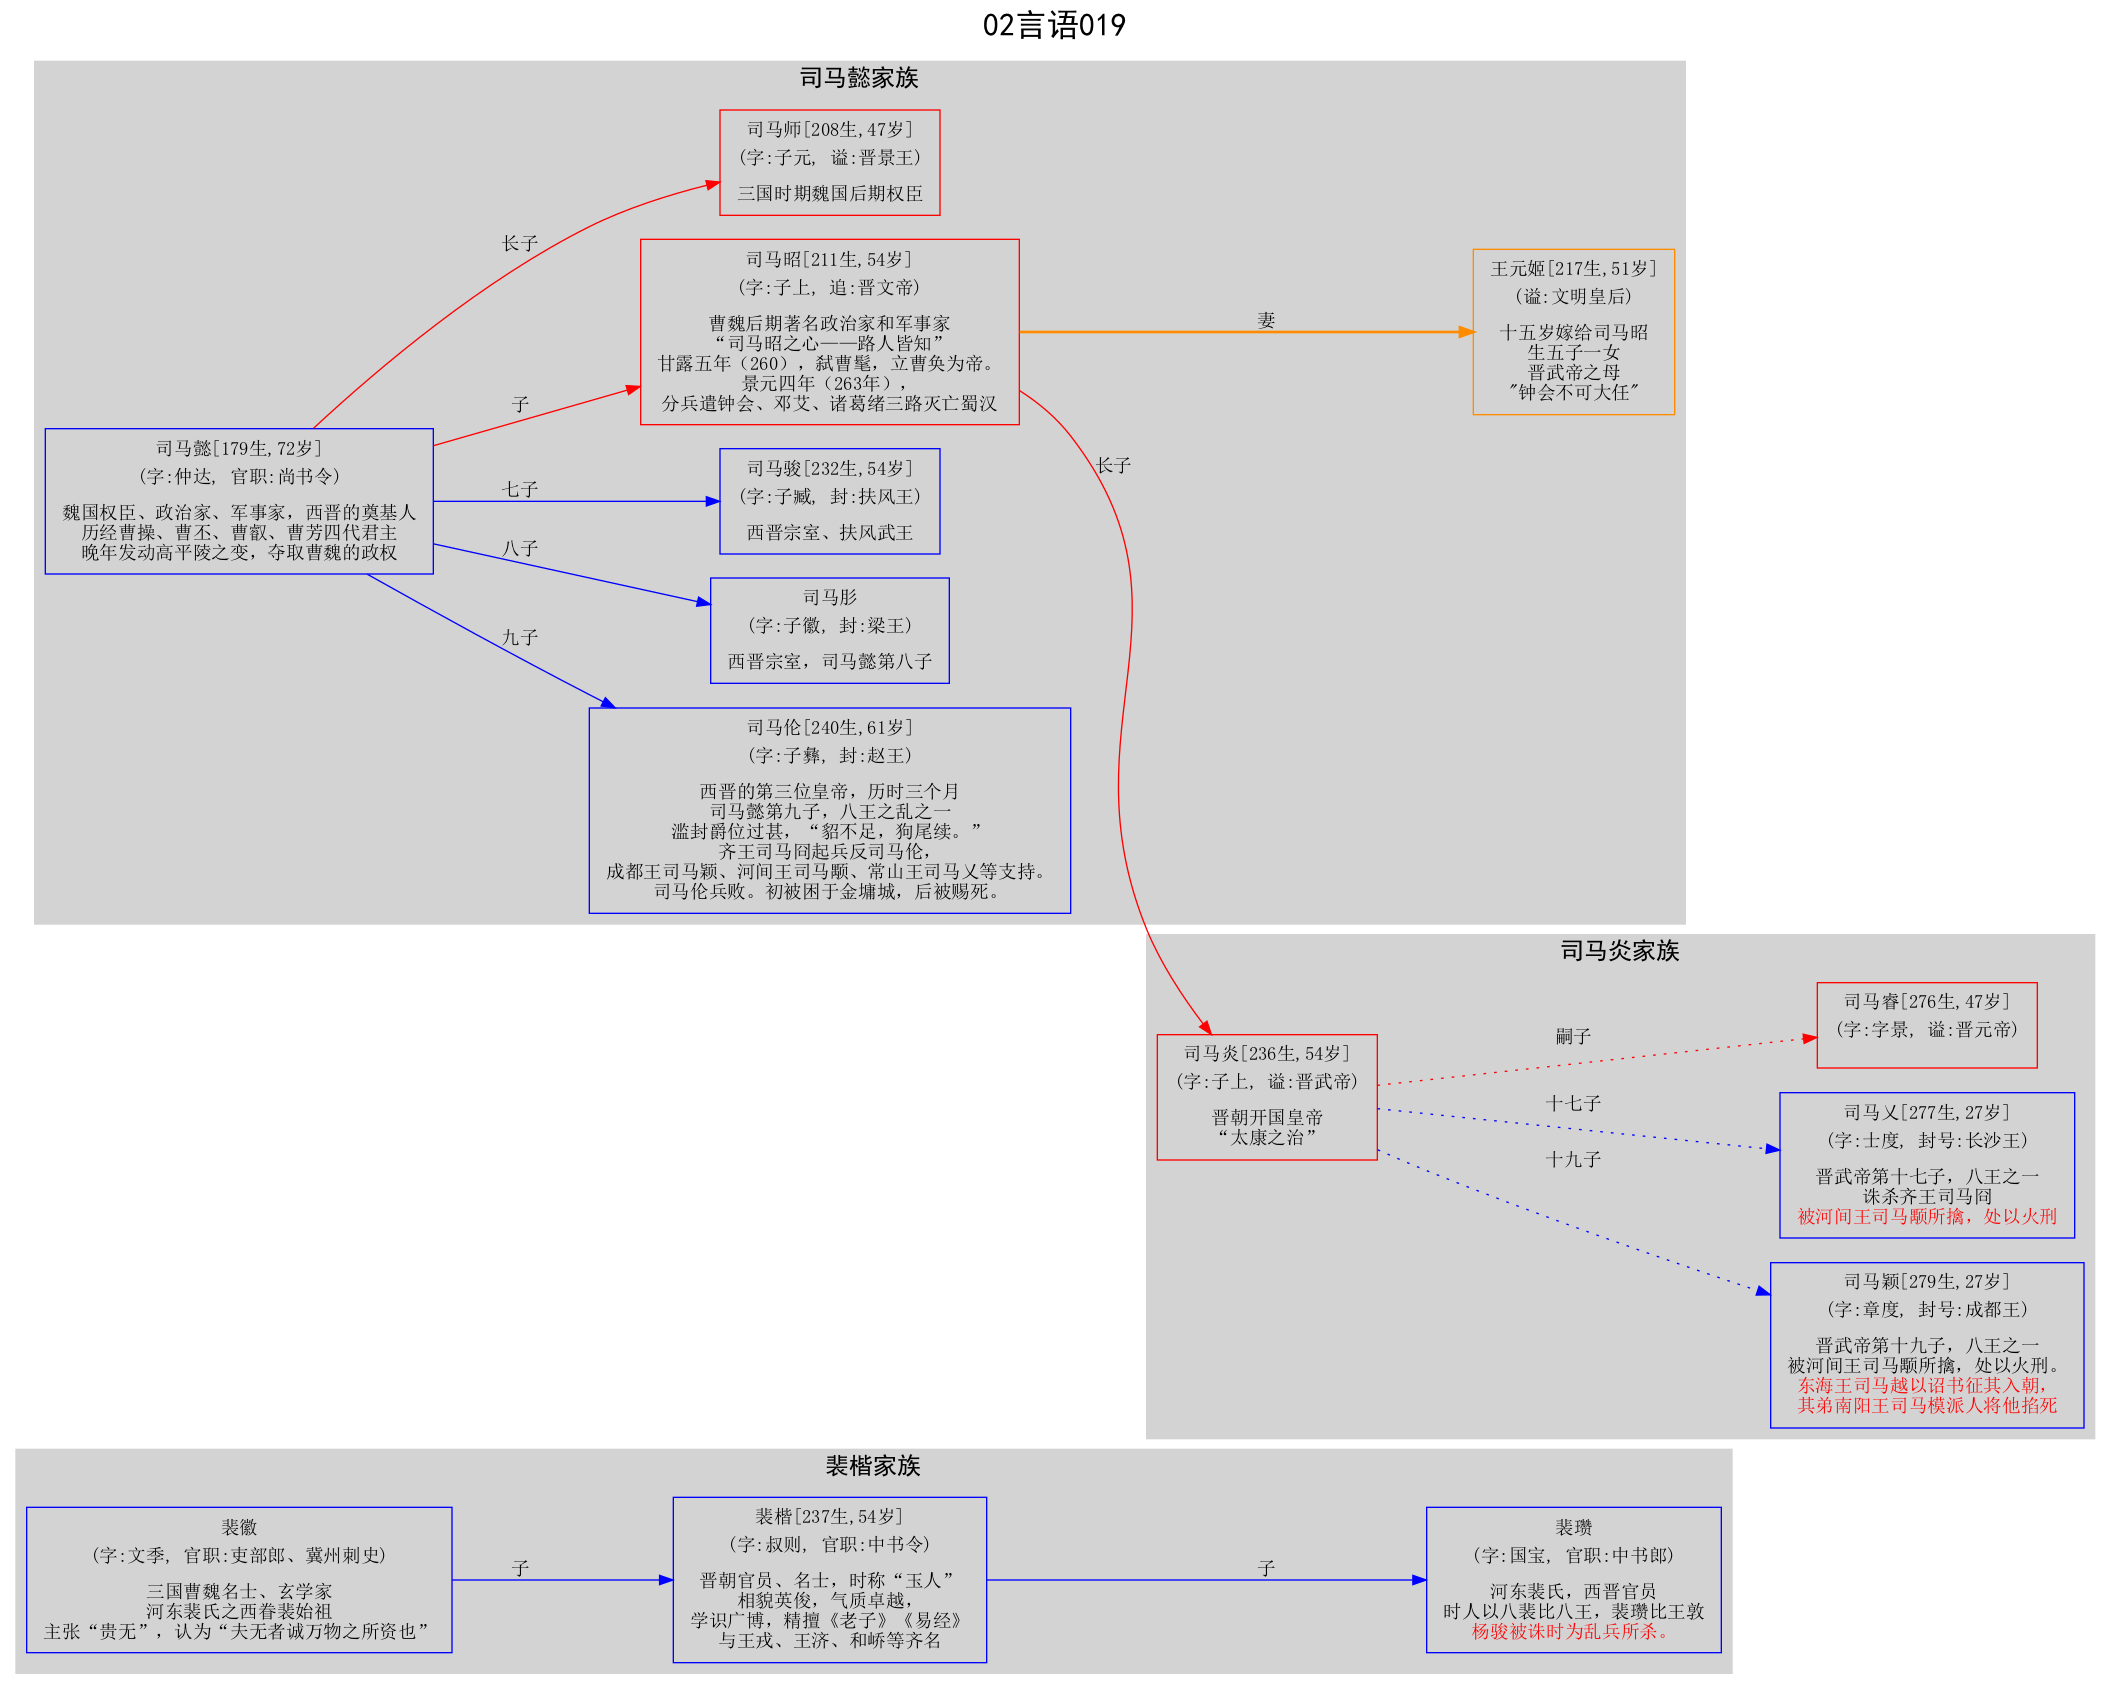 02言语019
司马懿家族
司马师[208生,47岁]
(字:子元, 谥:晋景王)
三国时期魏国后期权臣
长子
司马昭[211生,54岁]
(字:子上, 追:晋文帝)
曹魏后期著名政治家和军事家
“司马昭之心——路人皆知”
甘露五年（260），弑曹髦，立曹奂为帝。
景元四年（263年），
分兵遣钟会、邓艾、诸葛绪三路灭亡蜀汉
妻
王元姬[217生,51岁]
(谥:文明皇后)
十五岁嫁给司马昭
生五子一女
晋武帝之母
"钟会不可大任"
子
长子
司马懿[179生,72岁]
(字:仲达, 官职:尚书令)
魏国权臣、政治家、军事家，西晋的奠基人
历经曹操、曹丕、曹叡、曹芳四代君主
晚年发动高平陵之变，夺取曹魏的政权
七子
司马骏[232生,54岁]
(字:子臧, 封:扶风王)
西晋宗室、扶风武王
八子
司马肜
(字:子徽, 封:梁王)
西晋宗室，司马懿第八子
九子
司马伦[240生,61岁]
(字:子彝, 封:赵王)
西晋的第三位皇帝，历时三个月
司马懿第九子，八王之乱之一
滥封爵位过甚，“貂不足，狗尾续。”
齐王司马冏起兵反司马伦，
成都王司马颖、河间王司马颙、常山王司马乂等支持。
司马伦兵败。初被困于金墉城，后被赐死。
司马炎家族
司马炎[236生,54岁]
(字:子上, 谥:晋武帝)
晋朝开国皇帝
“太康之治”
嗣子
司马睿[276生,47岁]
(字:字景, 谥:晋元帝)
十七子
司马乂[277生,27岁]
(字:士度, 封号:长沙王)
晋武帝第十七子，八王之一
诛杀齐王司马冏
被河间王司马颙所擒，处以火刑
十九子
司马颖[279生,27岁]
(字:章度, 封号:成都王)
晋武帝第十九子，八王之一
被河间王司马颙所擒，处以火刑。
东海王司马越以诏书征其入朝，
其弟南阳王司马模派人将他掐死
裴楷家族
裴徽
(字:文季, 官职:吏部郎、冀州刺史)
三国曹魏名士、玄学家
河东裴氏之西眷裴始祖
主张“贵无”，认为“夫无者诚万物之所资也”
子
裴楷[237生,54岁]
(字:叔则, 官职:中书令)
晋朝官员、名士，时称“玉人”
相貌英俊，气质卓越，
学识广博，精擅《老子》《易经》
与王戎、王济、和峤等齐名
子
裴瓒
(字:国宝, 官职:中书郎)
河东裴氏，西晋官员
时人以八裴比八王，裴瓒比王敦
杨骏被诛时为乱兵所杀。